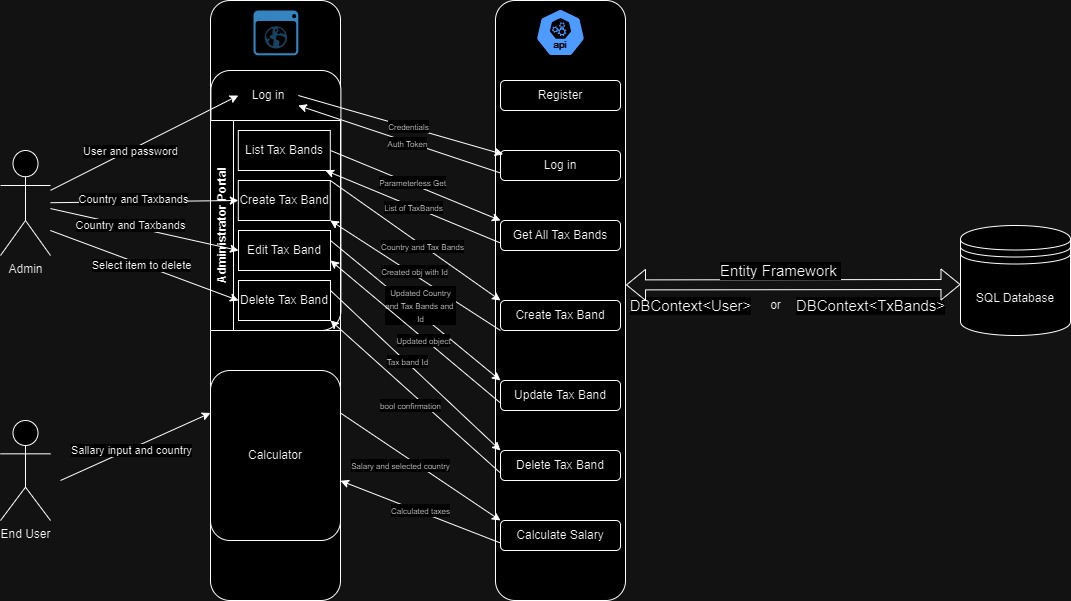 api
Register
Log in
Credentials
Auth Token
User and password
Log in
List Tax Bands
Parameterless Get
Administrator Portal
Country and Taxbands
Create Tax Band
List of TaxBands
Country and Taxbands
Get All Tax Bands
Edit Tax Band
Country and Tax Bands
Admin
Select item to delete
Created obj with Id
Entity Framework
Delete Tax Band
Updated Country
and Tax Bands and
Id
DBContext<User>
or
DBContext<TxBands>
SQL Database
Create Tax Band
Updated object
Tax band Id
Update Tax Band
bool confirmation
Sallary input and country
Calculator
Salary and selected country
Delete Tax Band
Calculated taxes
End User
Calculate Salary